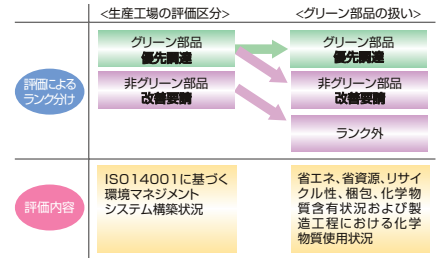 <生産工場の評価区分>
<グリーン部品の扱い>
評価による
ランク分け
グリーン部品
優先調達
グリーン部品
優先調達
非グリーン部品
改善要請
非グリーン部品
改善要請
ランク外
評価内容
ISO14001に基づく
環境マネジメント
システム構築状況
省エネ、省資源、リサイ
クル性、梱包、化学物
質含有状況および製
造工程における化学
物質使用状況